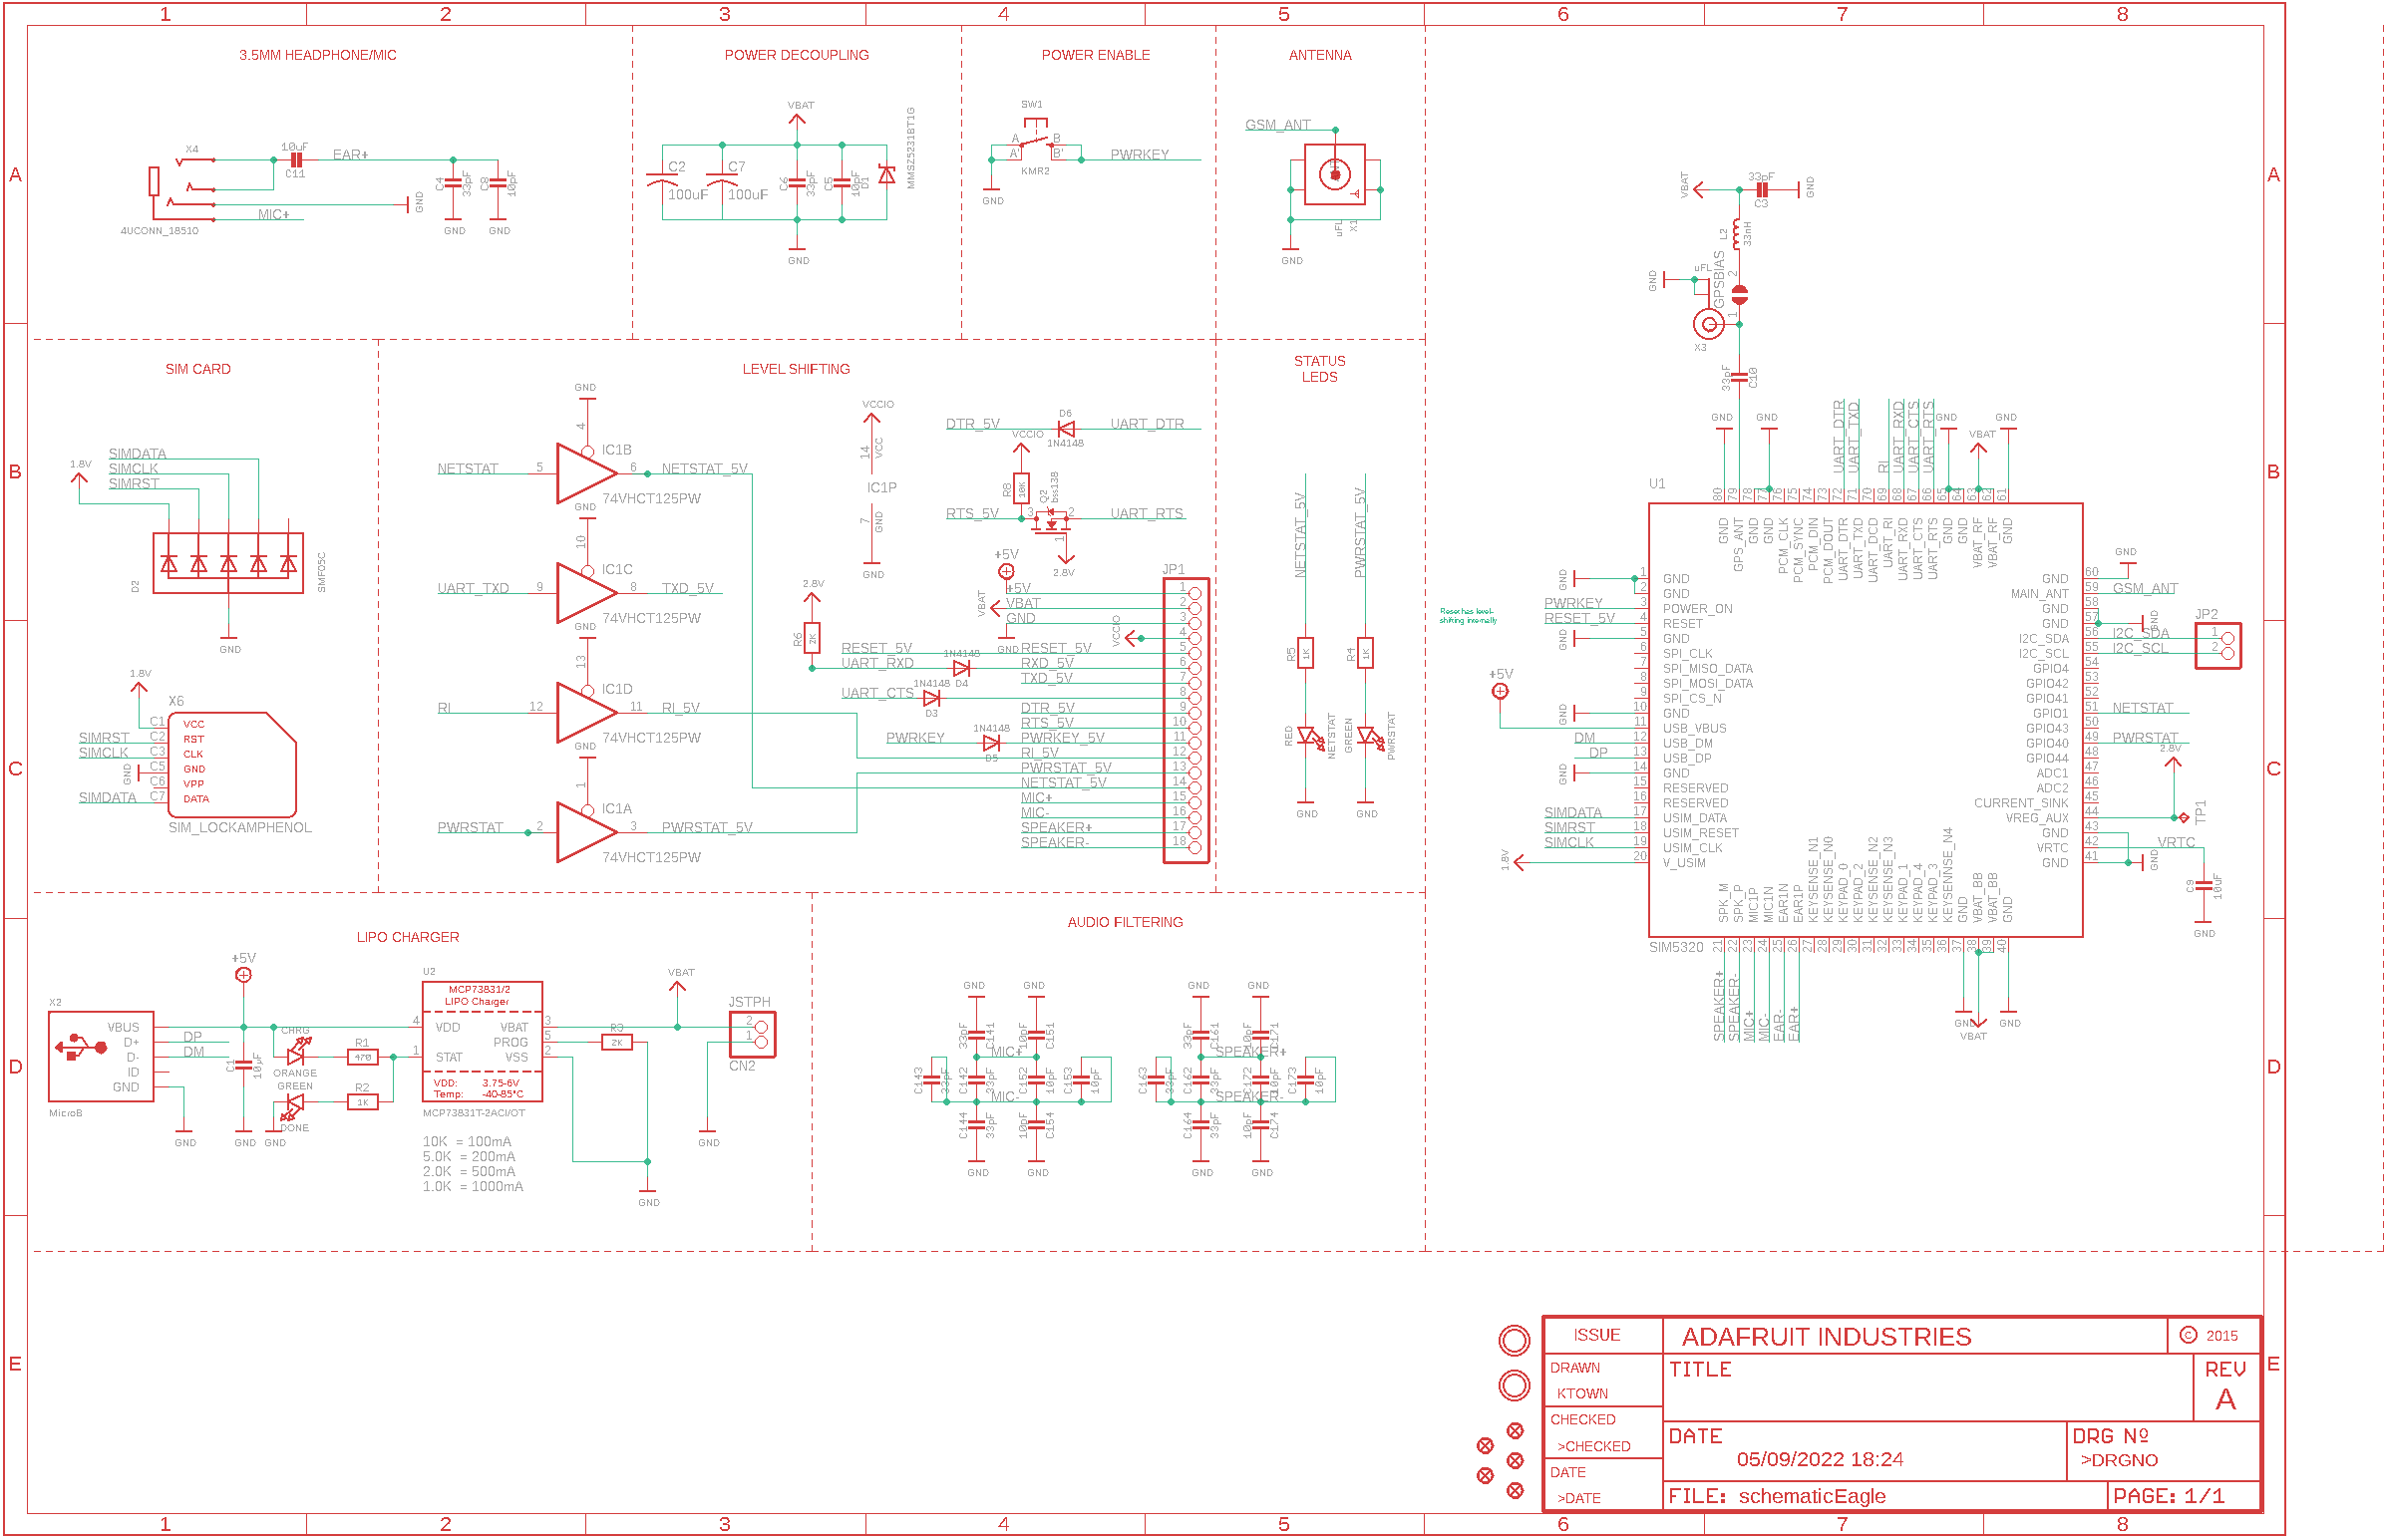 1 2 3 4 5 6 7 8
A
B
C
D
E
3.5MM HEADPHONE/MIC
X4
10uF
C11
EAR+
GND
MIC+
4UCONN_18510
C4
33pF
C8
10pF
GND
GND
POWER DECOUPLING
VBAT
C2
100uF
C7
100uF
C6
33pF
C5
10pF
D1
MMSZ5231BT1G
GND
POWER ENABLE
SW1
A
B
A'
B'
KMR2
PWRKEY
GND
ANTENNA
GSM_ANT
uFL
X1
GND
SIM CARD
SIMDATA
SIMCLK
SIMRST
1.8V
D2
SMF05C
GND
1.8V
X6
C1 VCC
SIMRST C2 RST
SIMCLK C3 CLK
GND C5 GND
C6 VPP
SIMDATA C7 DATA
SIM_LOCKAMPHENOL
LEVEL SHIFTING
GND
4
IC1B
NETSTAT 5 6 NETSTAT_5V
74VHCT125PW
GND
10
IC1C
UART_TXD 9 8 TXD_5V
74VHCT125PW
GND
13
IC1D
RI 12 11 RI_5V
74VHCT125PW
GND
1
IC1A
PWRSTAT 2 3 PWRSTAT_5V
74VHCT125PW
VCCIO
14
VCC
IC1P
7
GND
GND
DTR_5V
D6
1N4148
UART_DTR
VCCIO
R8
10K
Q2
bss138
RTS_5V 3 2 UART_RTS
1
2.8V
+5V
VBAT
GND
VCCIO
2.8V
R6
2K
RESET_5V
UART_RXD
1N4148
D4
UART_CTS
1N4148
D3
PWRKEY
1N4148
D5
JP1
+5V 1
VBAT 2
GND 3
4
RESET_5V 5
RXD_5V 6
TXD_5V 7
8
DTR_5V 9
RTS_5V 10
PWRKEY_5V 11
RI_5V 12
PWRSTAT_5V 13
NETSTAT_5V 14
MIC+ 15
MIC- 16
SPEAKER+ 17
SPEAKER- 18
STATUS
LEDS
NETSTAT_5V
PWRSTAT_5V
R5
1K
R4
1K
RED
NETSTAT
GREEN
PWRSTAT
GND
GND
Reset has level-
shifting internally
VBAT
33pF
C3
GND
L2
33nH
uFL
GPSBIAS
2
1
GND
X3
33pF
C10
GND
GND
UART_DTR
UART_TXD
RI
UART_RXD
UART_CTS
UART_RTS
GND
VBAT
GND
U1
80 GND
79 GPS_ANT
78 GND
77 GND
76 PCM_CLK
75 PCM_SYNC
74 PCM_DIN
73 PCM_DOUT
72 UART_DTR
71 UART_TXD
70 UART_DCD
69 UART_RI
68 UART_RXD
67 UART_CTS
66 UART_RTS
65 GND
64 GND
63 VBAT_RF
62 VBAT_RF
61 GND
GND 1 GND
2 GND
PWRKEY 3 POWER_ON
RESET_5V 4 RESET
GND 5 GND
6 SPI_CLK
7 SPI_MISO_DATA
8 SPI_MOSI_DATA
9 SPI_CS_N
GND 10 GND
+5V 11 USB_VBUS
DM 12 USB_DM
DP 13 USB_DP
GND 14 GND
15 RESERVED
16 RESERVED
SIMDATA 17 USIM_DATA
SIMRST 18 USIM_RESET
SIMCLK 19 USIM_CLK
1.8V 20 V_USIM
GND 60 GND
MAIN_ANT 59 GSM_ANT
GND 58
GND 57 GND
I2C_SDA 56 I2C_SDA
I2C_SCL 55 I2C_SCL
JP2
1
2
GPIO4 54
GPIO42 53
GPIO41 52
GPIO1 51 NETSTAT
GPIO43 50
GPIO40 49 PWRSTAT
GPIO44 48
ADC1 47
ADC2 46
CURRENT_SINK 45
VREG_AUX 44
2.8V
TP1
GND 43
VRTC 42 VRTC
GND 41 GND
C9
10uF
GND
SIM5320
21 SPK_M SPEAKER+
22 SPK_P SPEAKER-
23 MIC1P MIC+
24 MIC1N MIC-
25 EAR1N EAR-
26 EAR1P EAR+
27 KEYSENSE_N1
28 KEYSENSE_N0
29 KEYPAD_0
30 KEYPAD_2
31 KEYSENSE_N2
32 KEYSENSE_N3
33 KEYPAD_1
34 KEYPAD_4
35 KEYPAD_3
36 KEYSENNSE_N4
37 GND
38 VBAT_BB
39 VBAT_BB
40 GND
GND
VBAT
GND
LIPO CHARGER
X2
VBUS
D+ DP
D- DM
ID
GND
MicroB
GND
+5V
C1
10µF
GND
CHRG
ORANGE
GREEN
DONE
GND
R1
470
R2
1K
U2
MCP73831/2
LIPO Charger
4 VDD VBAT 3
PROG 5
1 STAT VSS 2
VDD: 3.75-6V
Temp: -40-85°C
MCP73831T-2ACI/OT
10K = 100mA
5.0K = 200mA
2.0K = 500mA
1.0K = 1000mA
R3
2K
VBAT
GND
JSTPH
2
1
CN2
GND
AUDIO FILTERING
GND GND GND GND
33pF C141 10pF C151 33pF C161 10pF C171
MIC+ SPEAKER+
C143 33pF C142 33pF C152 10pF C153 10pF
C163 33pF C162 33pF C172 10pF C173 10pF
MIC- SPEAKER-
C144 33pF 10pF C154 C164 33pF 10pF C174
GND GND GND GND
ISSUE
ADAFRUIT INDUSTRIES
© 2015
DRAWN
KTOWN
TITLE
REV
A
CHECKED
>CHECKED
DATE
05/09/2022 18:24
DRG Nº
>DRGNO
DATE
>DATE
FILE: schematicEagle
PAGE: 1/1
A
B
C
D
E
1 2 3 4 5 6 7 8